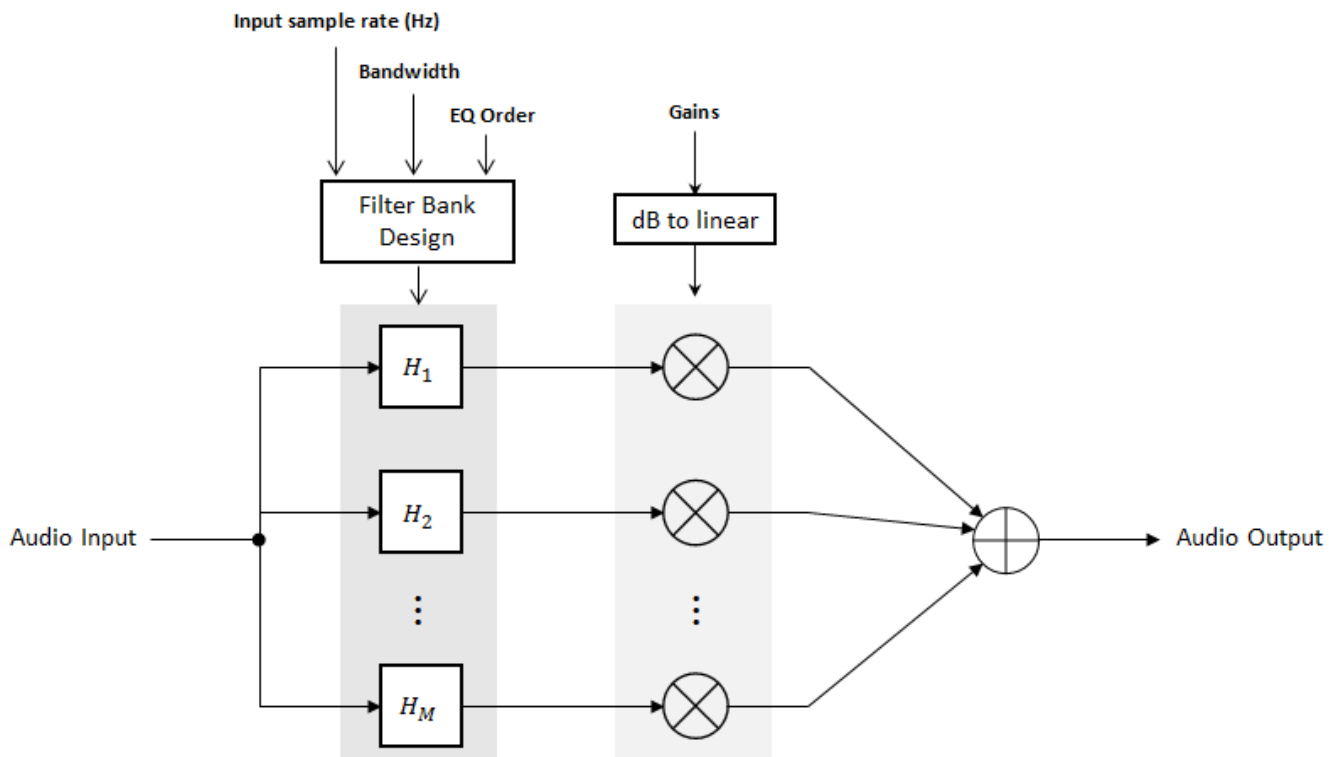 Input sample rate (Hz)
Bandwidth
EQ Order
Gains
Filter Bank
Design
dB to linear
H₁
H₂
Audio Input
Audio Output
⋮
⋮
H_M